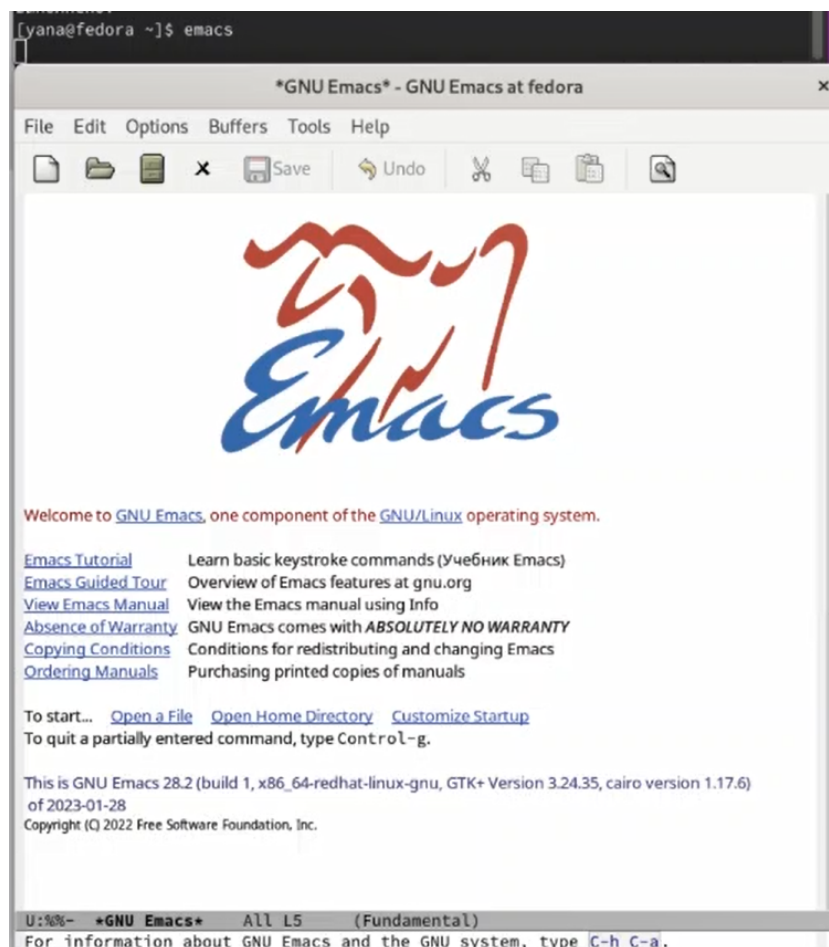 [yana@fedora ~]$ emacs
*GNU Emacs* - GNU Emacs at fedora
File Edit Options Buffers Tools Help
Save Undo
Emacs
Welcome to GNU Emacs, one component of the GNU/Linux operating system.
Emacs Tutorial Learn basic keystroke commands (Учебник Emacs)
Emacs Guided Tour Overview of Emacs features at gnu.org
View Emacs Manual View the Emacs manual using Info
Absence of Warranty GNU Emacs comes with ABSOLUTELY NO WARRANTY
Copying Conditions Conditions for redistributing and changing Emacs
Ordering Manuals Purchasing printed copies of manuals
To start... Open a File Open Home Directory Customize Startup
To quit a partially entered command, type Control-g.
This is GNU Emacs 28.2 (build 1, x86_64-redhat-linux-gnu, GTK+ Version 3.24.35, cairo version 1.17.6)
of 2023-01-28
Copyright (C) 2022 Free Software Foundation, Inc.
U:%%- *GNU Emacs* All L5 (Fundamental)
For information about GNU Emacs and the GNU system, type C-h C-a.